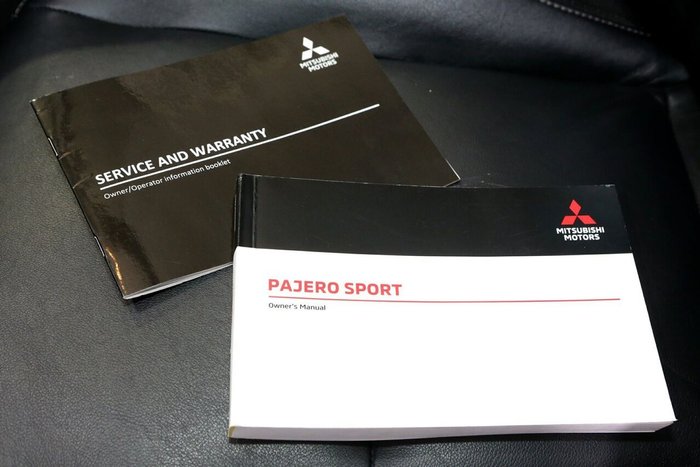 MITSUBISHI
MOTORS
SERVICE AND WARRANTY
Owner/Operator information booklet
MITSUBISHI
MOTORS
PAJERO SPORT
Owner's Manual